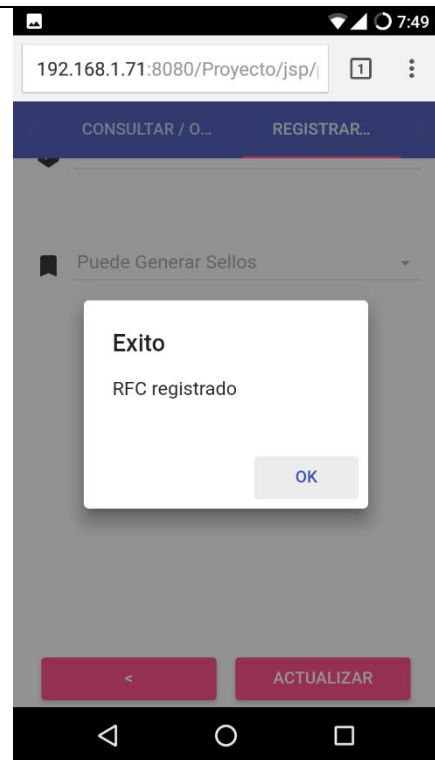 7:49
192.168.1.71:8080/Proyecto/jsp/
1
CONSULTAR / O...
REGISTRAR...
Puede Generar Sellos
Exito
RFC registrado
OK
<
ACTUALIZAR